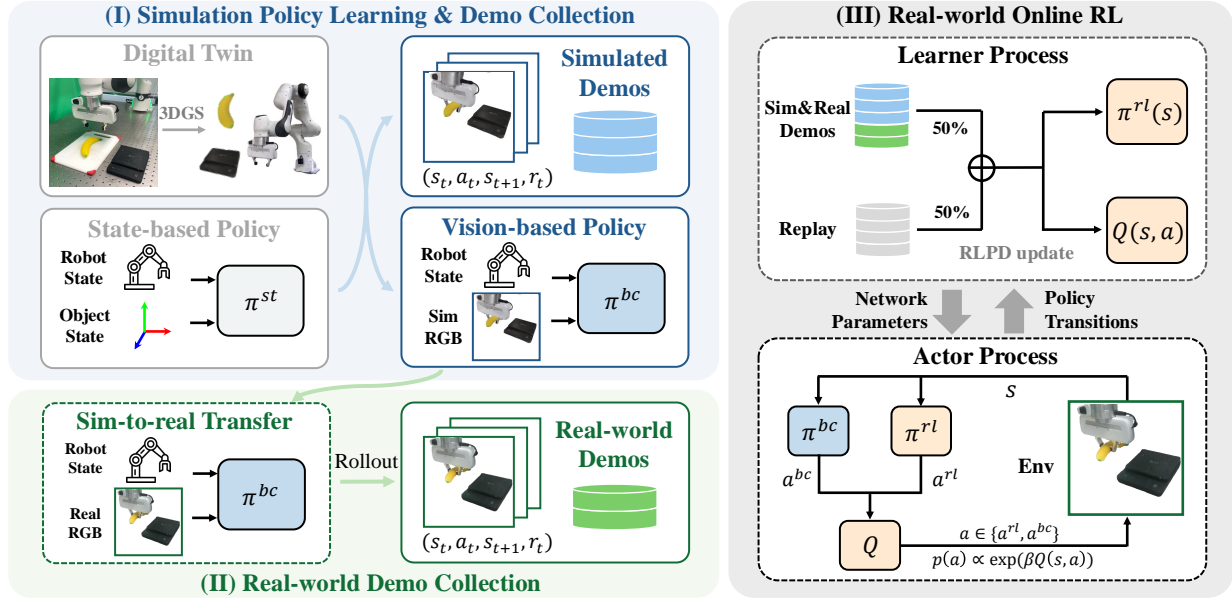 (I) Simulation Policy Learning & Demo Collection
Digital Twin
3DGS
Simulated
Demos
(s_t, a_t, s_{t+1}, r_t)
State-based Policy
Robot
State
Object
State
π^{st}
Vision-based Policy
Robot
State
Sim
RGB
π^{bc}
Sim-to-real Transfer
Robot
State
Real
RGB
π^{bc}
Rollout
Real-world
Demos
(s_t, a_t, s_{t+1}, r_t)
(II) Real-world Demo Collection
(III) Real-world Online RL
Learner Process
Sim&Real
Demos
50%
π^{rl}(s)
Replay
50%
RLPD update
Q(s, a)
Network
Parameters
Policy
Transitions
Actor Process
s
π^{bc}
π^{rl}
Env
a^{bc}
a^{rl}
Q
a ∈ {a^{rl}, a^{bc}}
p(a) ∝ exp(βQ(s, a))